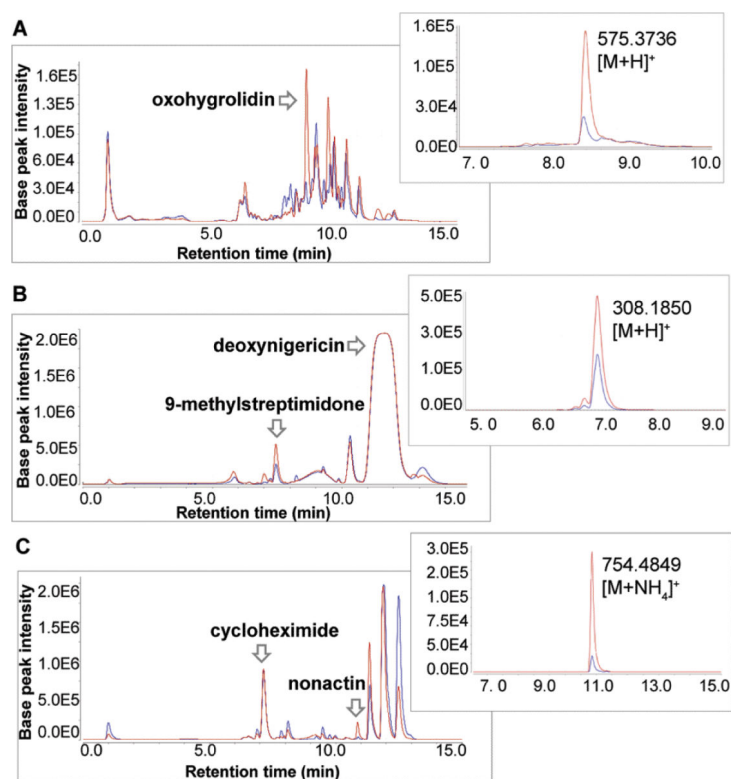 A
Base peak intensity
1.6E5
1.3E5
9.0E4
6.0E4
3.0E4
0.0E0
oxohygrolidin
0.0 5.0 10.0 15.0
Retention time (min)
1.6E5
1.0E5
3.0E4
0.0E0
575.3736
[M+H]+
7.0 8.0 9.0 10.0
B
Base peak intensity
2.0E6
1.5E6
1.0E6
5.0E5
0.0E0
deoxynigericin
9-methylstreptimidone
0.0 5.0 10.0 15.0
Retention time (min)
5.0E5
3.0E5
1.0E5
0.0E0
308.1850
[M+H]+
5.0 6.0 7.0 8.0 9.0
C
Base peak intensity
2.0E6
1.5E6
1.0E6
5.0E5
0.0E0
cycloheximide
nonactin
0.0 5.0 10.0 15.0
Retention time (min)
3.0E5
2.0E5
1.5E5
7.5E4
0.0E0
754.4849
[M+NH4]+
7.0 9.0 11.0 13.0 15.0